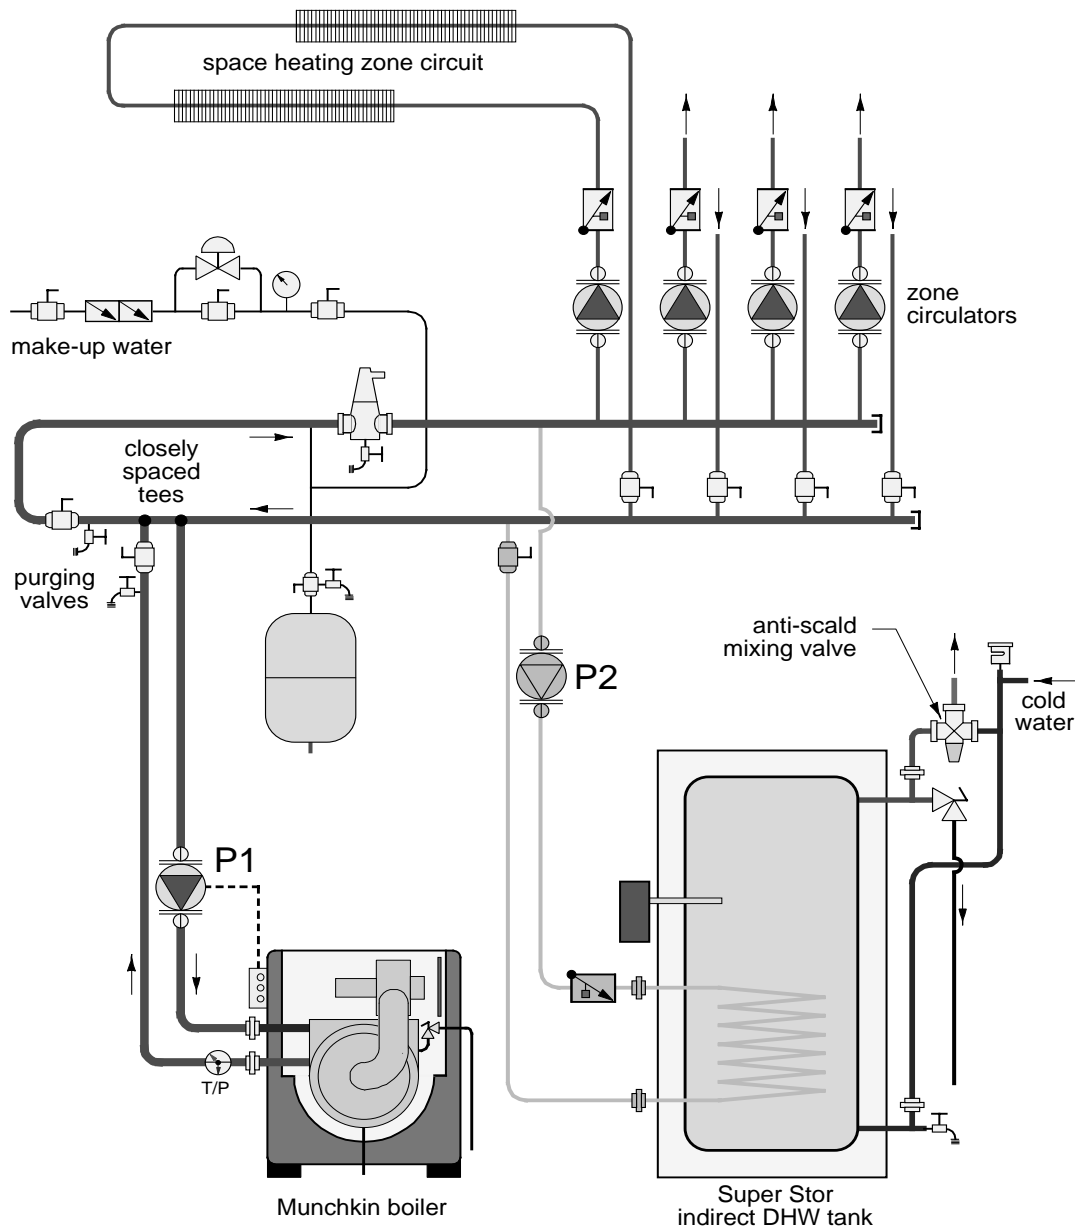 space heating zone circuit
zone
circulators
make-up water
closely
spaced
tees
purging
valves
anti-scald
mixing valve
P2
cold
water
P1
T/P
Munchkin boiler
Super Stor
indirect DHW tank